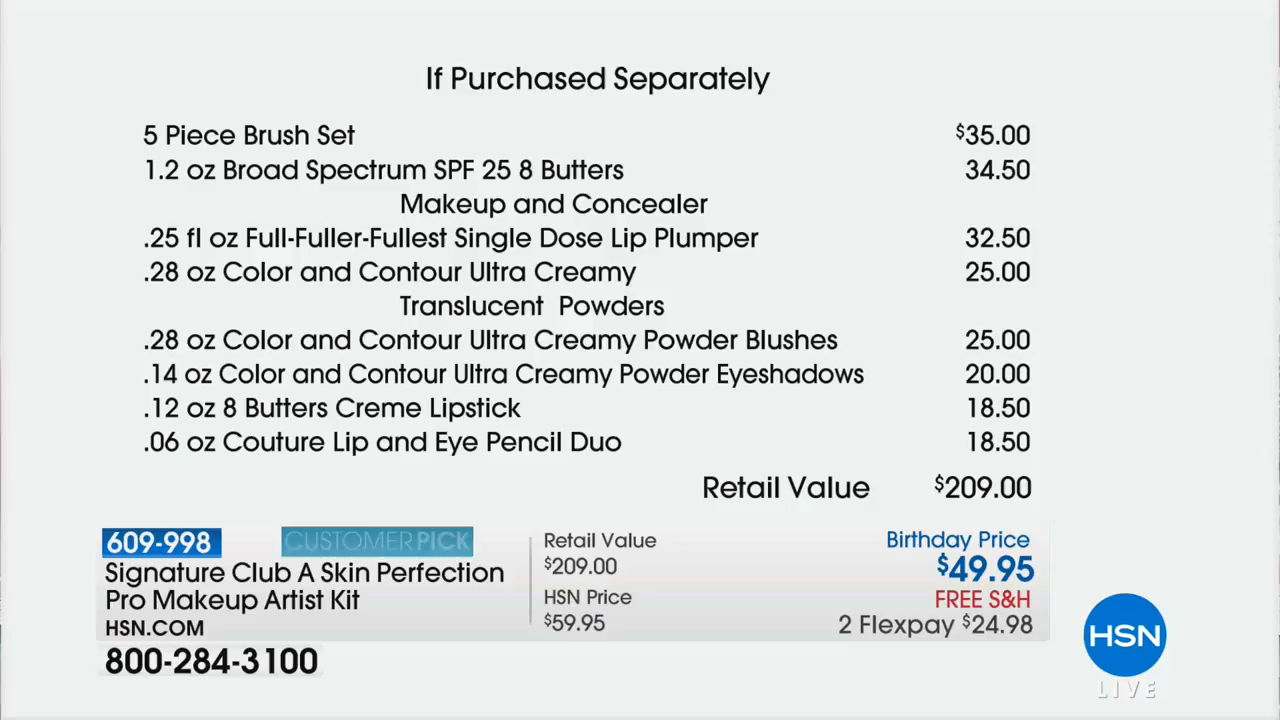 If Purchased Separately
5 Piece Brush Set $35.00
1.2 oz Broad Spectrum SPF 25 8 Butters 34.50
Makeup and Concealer
.25 fl oz Full-Fuller-Fullest Single Dose Lip Plumper 32.50
.28 oz Color and Contour Ultra Creamy 25.00
Translucent Powders
.28 oz Color and Contour Ultra Creamy Powder Blushes 25.00
.14 oz Color and Contour Ultra Creamy Powder Eyeshadows 20.00
.12 oz 8 Butters Creme Lipstick 18.50
.06 oz Couture Lip and Eye Pencil Duo 18.50
Retail Value $209.00
609-998 CUSTOMER PICK
Signature Club A Skin Perfection
Pro Makeup Artist Kit
HSN.COM
800-284-3100
Retail Value
$209.00
HSN Price
$59.95
Birthday Price
$49.95
FREE S&H
2 Flexpay $24.98
HSN
LIVE